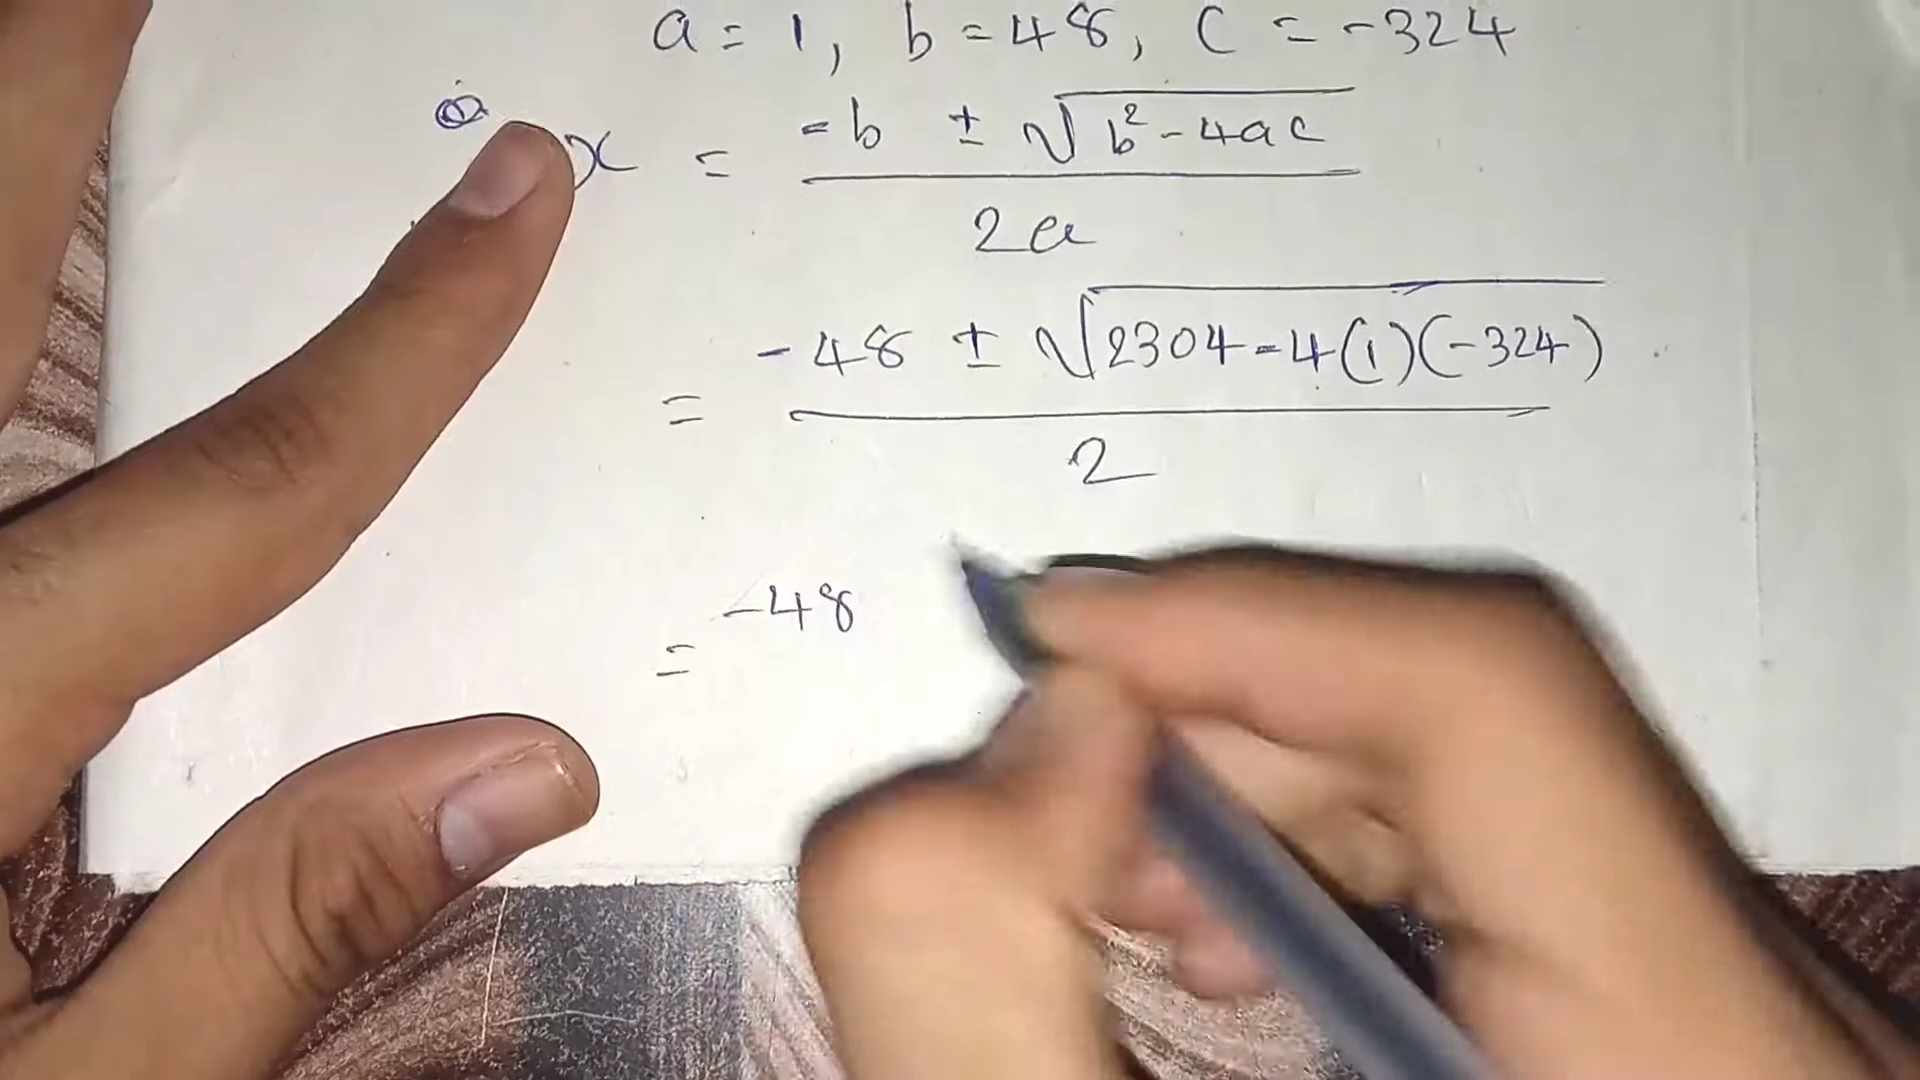 a = 1, b = 48, c = -324
x = -b ± √b² - 4ac
2a
= -48 ± √2304 - 4(1)(-324)
2
= -48